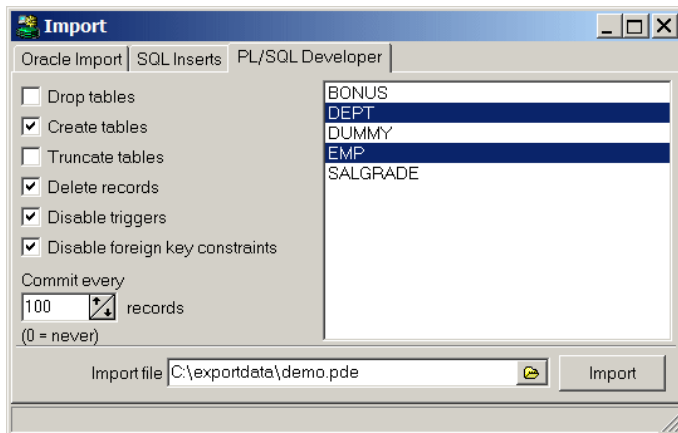 Import
Oracle Import SQL Inserts PL/SQL Developer
Drop tables
Create tables
Truncate tables
Delete records
Disable triggers
Disable foreign key constraints
Commit every
100 records
(0 = never)
BONUS
DEPT
DUMMY
EMP
SALGRADE
Import file C:\exportdata\demo.pde Import